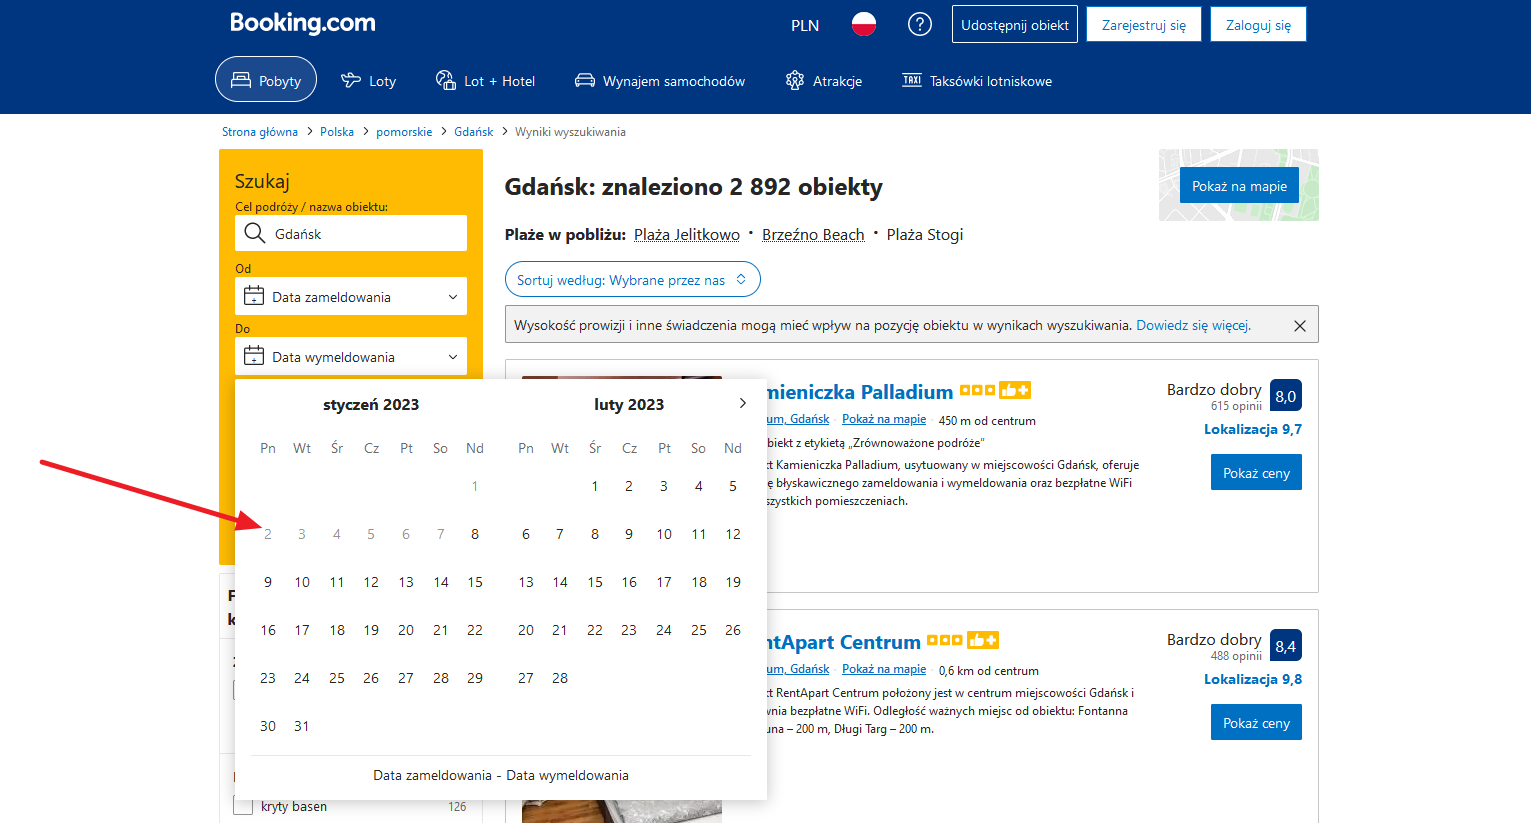 Booking.com
PLN
?
Udostępnij obiekt
Zarejestruj się
Zaloguj się
Pobyty
Loty
Lot + Hotel
Wynajem samochodów
Atrakcje
TAXI
Taksówki lotniskowe
Strona główna > Polska > pomorskie > Gdańsk > Wyniki wyszukiwania
Szukaj
Cel podróży / nazwa obiektu:
Gdańsk
Od
Data zameldowania
Do
Data wymeldowania
Gdańsk: znaleziono 2 892 obiekty
Pokaż na mapie
Plaże w pobliżu: Plaża Jelitkowo • Brzeźno Beach • Plaża Stogi
Sortuj według: Wybrane przez nas
Wysokość prowizji i inne świadczenia mogą mieć wpływ na pozycję obiektu w wynikach wyszukiwania. Dowiedz się więcej.
styczeń 2023
Pn Wt Śr Cz Pt So Nd
1
2 3 4 5 6 7 8
9 10 11 12 13 14 15
16 17 18 19 20 21 22
23 24 25 26 27 28 29
30 31
luty 2023
Pn Wt Śr Cz Pt So Nd
1 2 3 4 5
6 7 8 9 10 11 12
13 14 15 16 17 18 19
20 21 22 23 24 25 26
27 28
Data zameldowania - Data wymeldowania
kryty basen 126
mieniczka Palladium
um, Gdańsk · Pokaż na mapie · 450 m od centrum
biekt z etykietą „Zrównoważone podróże”
kt Kamieniczka Palladium, usytuowany w miejscowości Gdańsk, oferuje
ę błyskawicznego zameldowania i wymeldowania oraz bezpłatne WiFi
szystkich pomieszczeniach.
Bardzo dobry
615 opinii
8,0
Lokalizacja 9,7
Pokaż ceny
ntApart Centrum
um, Gdańsk · Pokaż na mapie · 0,6 km od centrum
kt RentApart Centrum położony jest w centrum miejscowości Gdańsk i
wnia bezpłatne WiFi. Odległość ważnych miejsc od obiektu: Fontanna
una – 200 m, Długi Targ – 200 m.
Bardzo dobry
488 opinii
8,4
Lokalizacja 9,8
Pokaż ceny